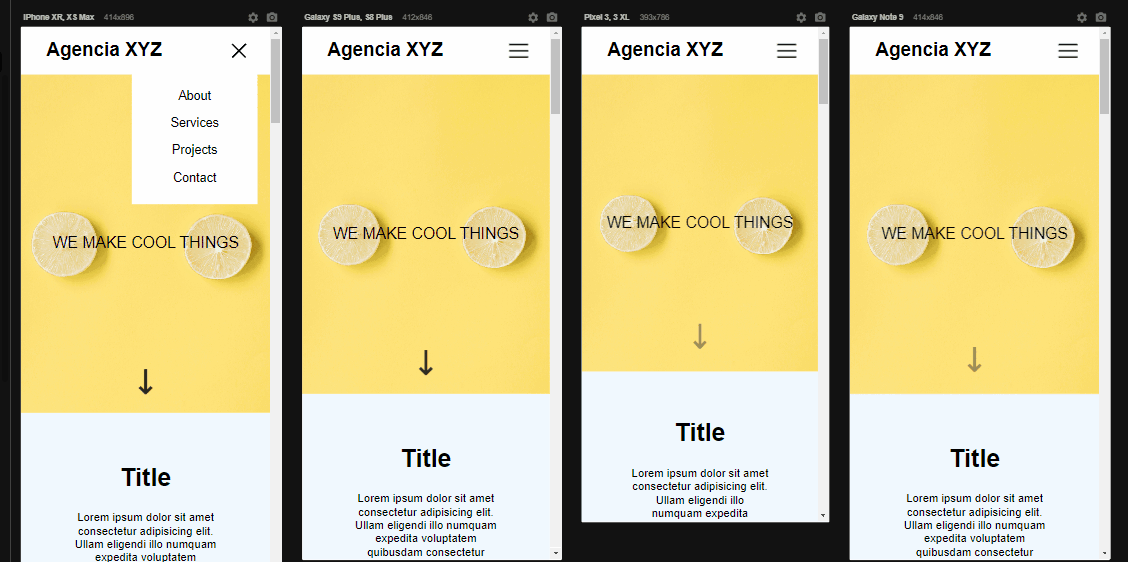 iPhone XR, XS Max 414x896
Agencia XYZ
About
Services
Projects
Contact
WE MAKE COOL THINGS
Title
Lorem ipsum dolor sit amet
consectetur adipisicing elit.
Ullam eligendi illo numquam
expedita voluptatem
Galaxy S9 Plus, S8 Plus 412x846
Agencia XYZ
WE MAKE COOL THINGS
Title
Lorem ipsum dolor sit amet
consectetur adipisicing elit.
Ullam eligendi illo numquam
expedita voluptatem
quibusdam consectetur
Pixel 3, 3 XL 393x786
Agencia XYZ
WE MAKE COOL THINGS
Title
Lorem ipsum dolor sit amet
consectetur adipisicing elit.
Ullam eligendi illo
numquam expedita
Galaxy Note 9 414x846
Agencia XYZ
WE MAKE COOL THINGS
Title
Lorem ipsum dolor sit amet
consectetur adipisicing elit.
Ullam eligendi illo numquam
expedita voluptatem
quibusdam consectetur